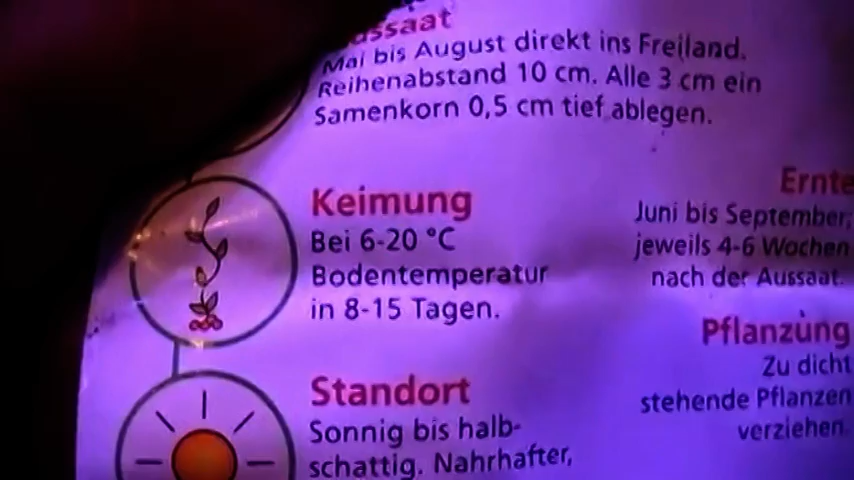 Aussaat
Mai bis August direkt ins Freiland.
Reihenabstand 10 cm. Alle 3 cm ein
Samenkorn 0,5 cm tief ablegen.
Keimung
Bei 6-20 °C
Bodentemperatur
in 8-15 Tagen.
Standort
Sonnig bis halb-
schattig. Nahrhafter,
Ernte
Juni bis September,
jeweils 4-6 Wochen
nach der Aussaat.
Pflanzung
Zu dicht
stehende Pflanzen
verziehen.